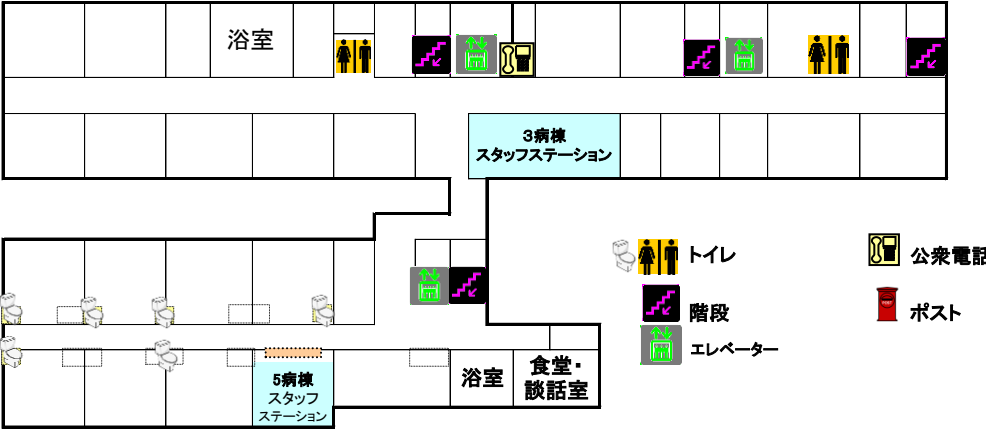 浴室
3病棟
スタッフステーション
トイレ
公衆電話
階段
ポスト
エレベーター
5病棟
スタッフ
ステーション
浴室
食堂・
談話室